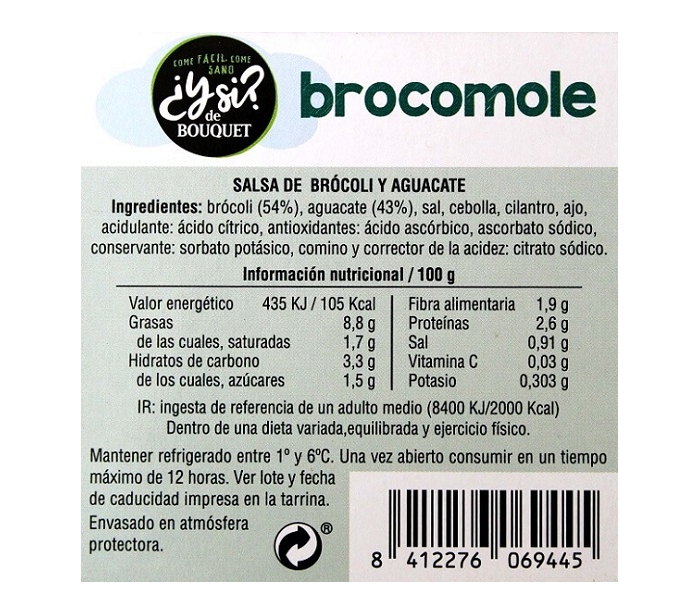 COME FÁCIL COME
SANO
¿y si?
de
BOUQUET
brocomole
SALSA DE BRÓCOLI Y AGUACATE
Ingredientes: brócoli (54%), aguacate (43%), sal, cebolla, cilantro, ajo,
acidulante: ácido cítrico, antioxidantes: ácido ascórbico, ascorbato sódico,
conservante: sorbato potásico, comino y corrector de la acidez: citrato sódico.
Información nutricional / 100 g
Valor energético 435 KJ / 105 Kcal
Grasas 8,8 g
de las cuales, saturadas 1,7 g
Hidratos de carbono 3,3 g
de los cuales, azúcares 1,5 g
Fibra alimentaria 1,9 g
Proteínas 2,6 g
Sal 0,91 g
Vitamina C 0,03 g
Potasio 0,303 g
IR: ingesta de referencia de un adulto medio (8400 KJ/2000 Kcal)
Dentro de una dieta variada,equilibrada y ejercicio físico.
Mantener refrigerado entre 1º y 6ºC. Una vez abierto consumir en un tiempo
máximo de 12 horas. Ver lote y fecha
de caducidad impresa en la tarrina.
Envasado en atmósfera
protectora.
®
8 412276 069445